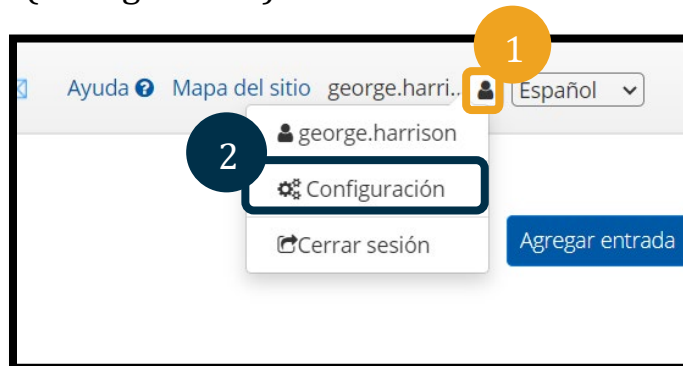 1
Ayuda Mapa del sitio george.harri.. Español
george.harrison
2
Configuración
Cerrar sesión
Agregar entrada